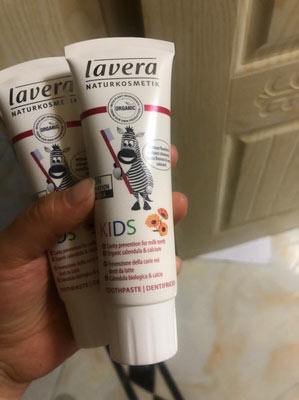 lavera
NATURKOSMETIK
ORGANIC
KIDS
Cavity prevention for milk teeth
Organic calendula & calcium
Prevenzione della carie nei
denti da latte
Calendula biologica & calcio
TOOTHPASTE | DENTIFRICIO
lavera
NATURKOSMETIK
ORGANIC